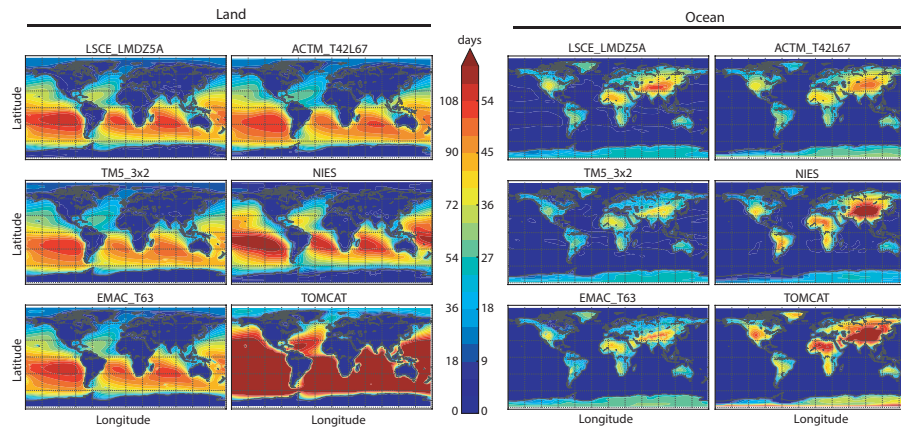 Land
Ocean
days
LSCE_LMDZ5A
ACTM_T42L67
LSCE_LMDZ5A
ACTM_T42L67
Latitude
108 54
90 45
TM5_3x2
NIES
TM5_3x2
NIES
Latitude
72 36
54 27
EMAC_T63
TOMCAT
EMAC_T63
TOMCAT
36 18
Latitude
18 9
0 0
Longitude
Longitude
Longitude
Longitude